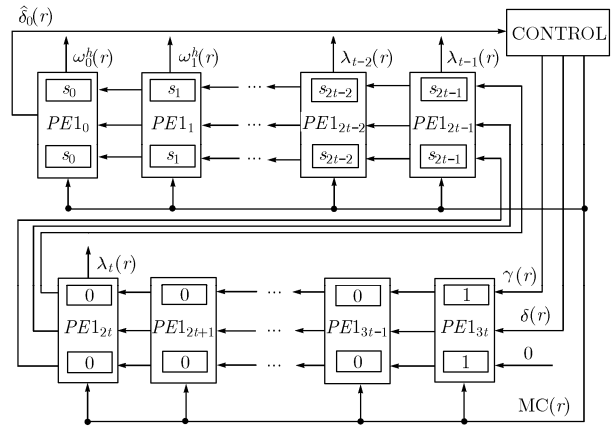 δ̂₀(r)
CONTROL
ω₀ʰ(r) ω₁ʰ(r) λₜ₋₂(r) λₜ₋₁(r)
s₀ s₁ ... s₂ₜ₋₂ s₂ₜ₋₁
PE1₀ PE1₁ ... PE1₂ₜ₋₂ PE1₂ₜ₋₁
s₀ s₁ ... s₂ₜ₋₂ s₂ₜ₋₁
λₜ(r) γ(r)
0 0 ... 0 1
PE1₂ₜ PE1₂ₜ₊₁ ... PE1₃ₜ₋₁ PE1₃ₜ δ(r)
0 0 ... 0 1 0
MC(r)